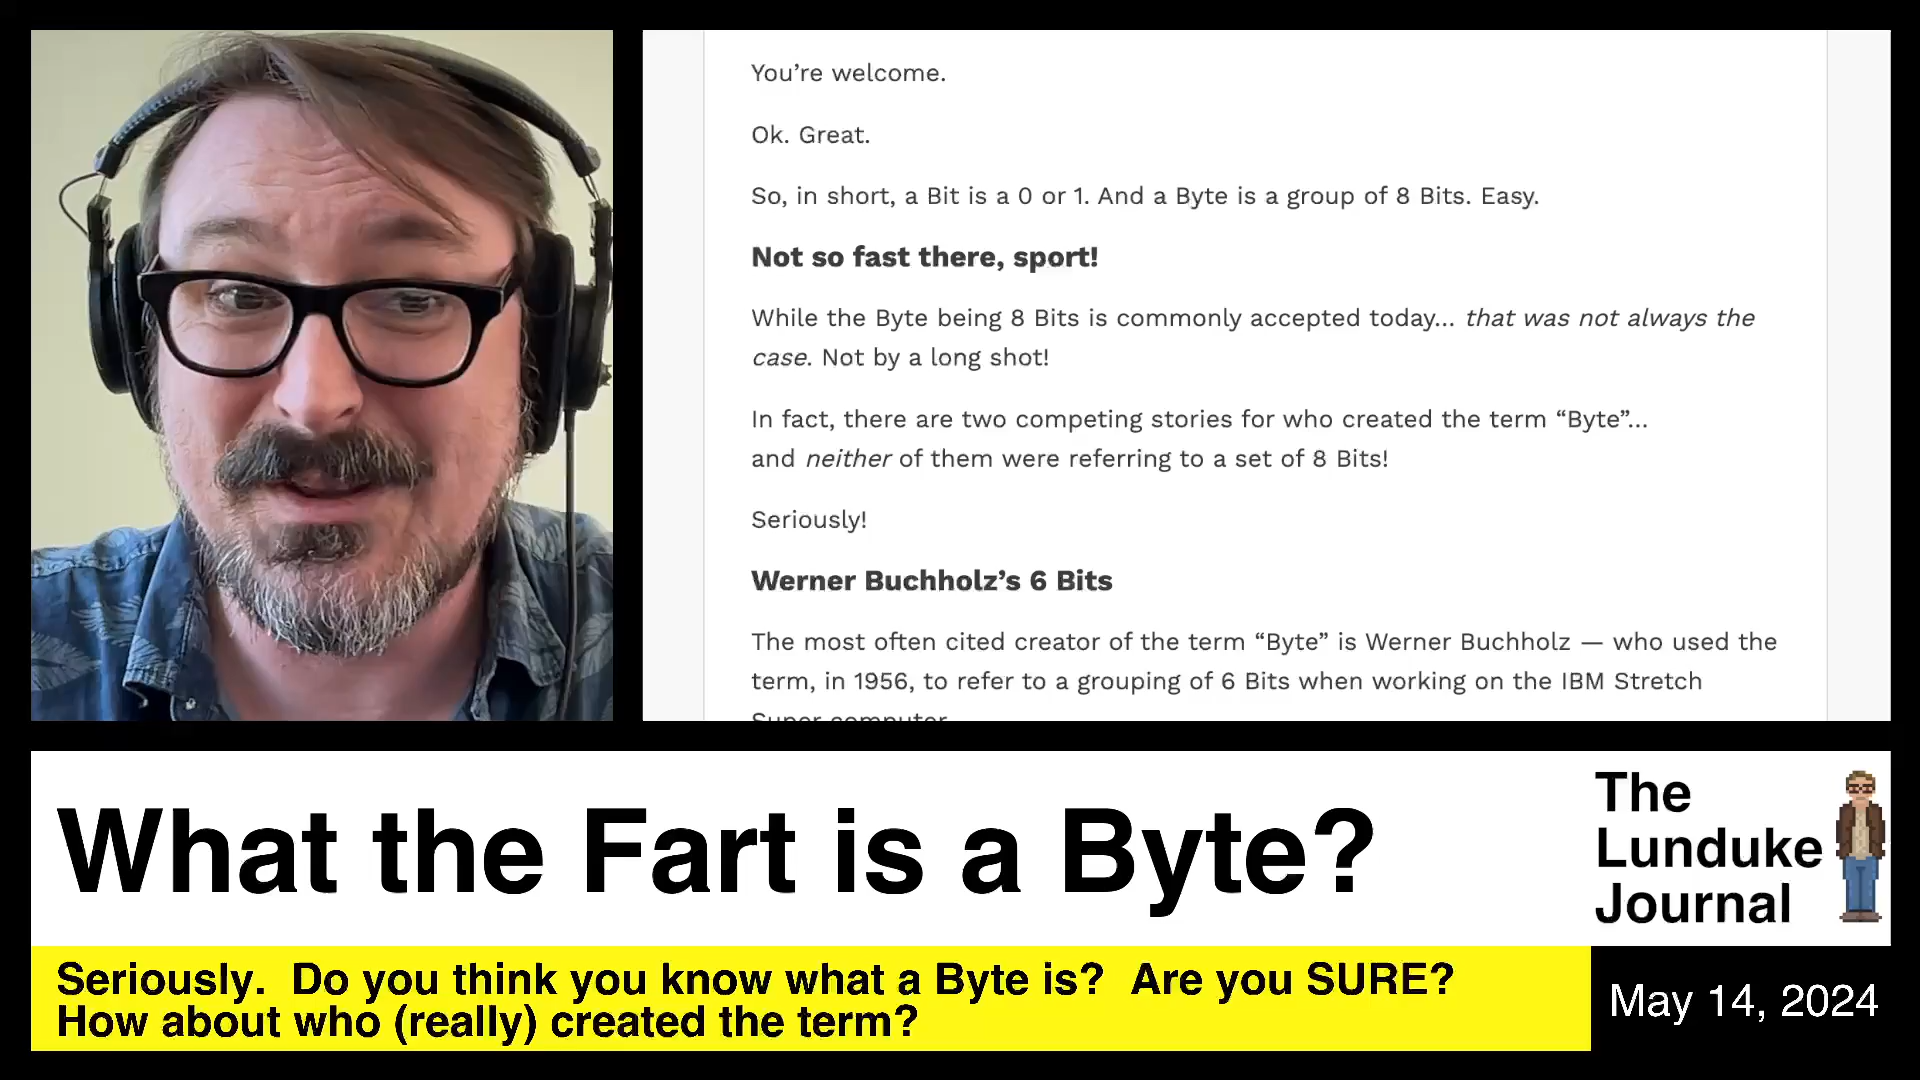 You’re welcome.
Ok. Great.
So, in short, a Bit is a 0 or 1. And a Byte is a group of 8 Bits. Easy.
Not so fast there, sport!
While the Byte being 8 Bits is commonly accepted today... that was not always the
case. Not by a long shot!
In fact, there are two competing stories for who created the term “Byte”...
and neither of them were referring to a set of 8 Bits!
Seriously!
Werner Buchholz’s 6 Bits
The most often cited creator of the term “Byte” is Werner Buchholz — who used the
term, in 1956, to refer to a grouping of 6 Bits when working on the IBM Stretch
Super computer
What the Fart is a Byte?
The
Lunduke
Journal
Seriously.  Do you think you know what a Byte is?  Are you SURE?
How about who (really) created the term?
May 14, 2024